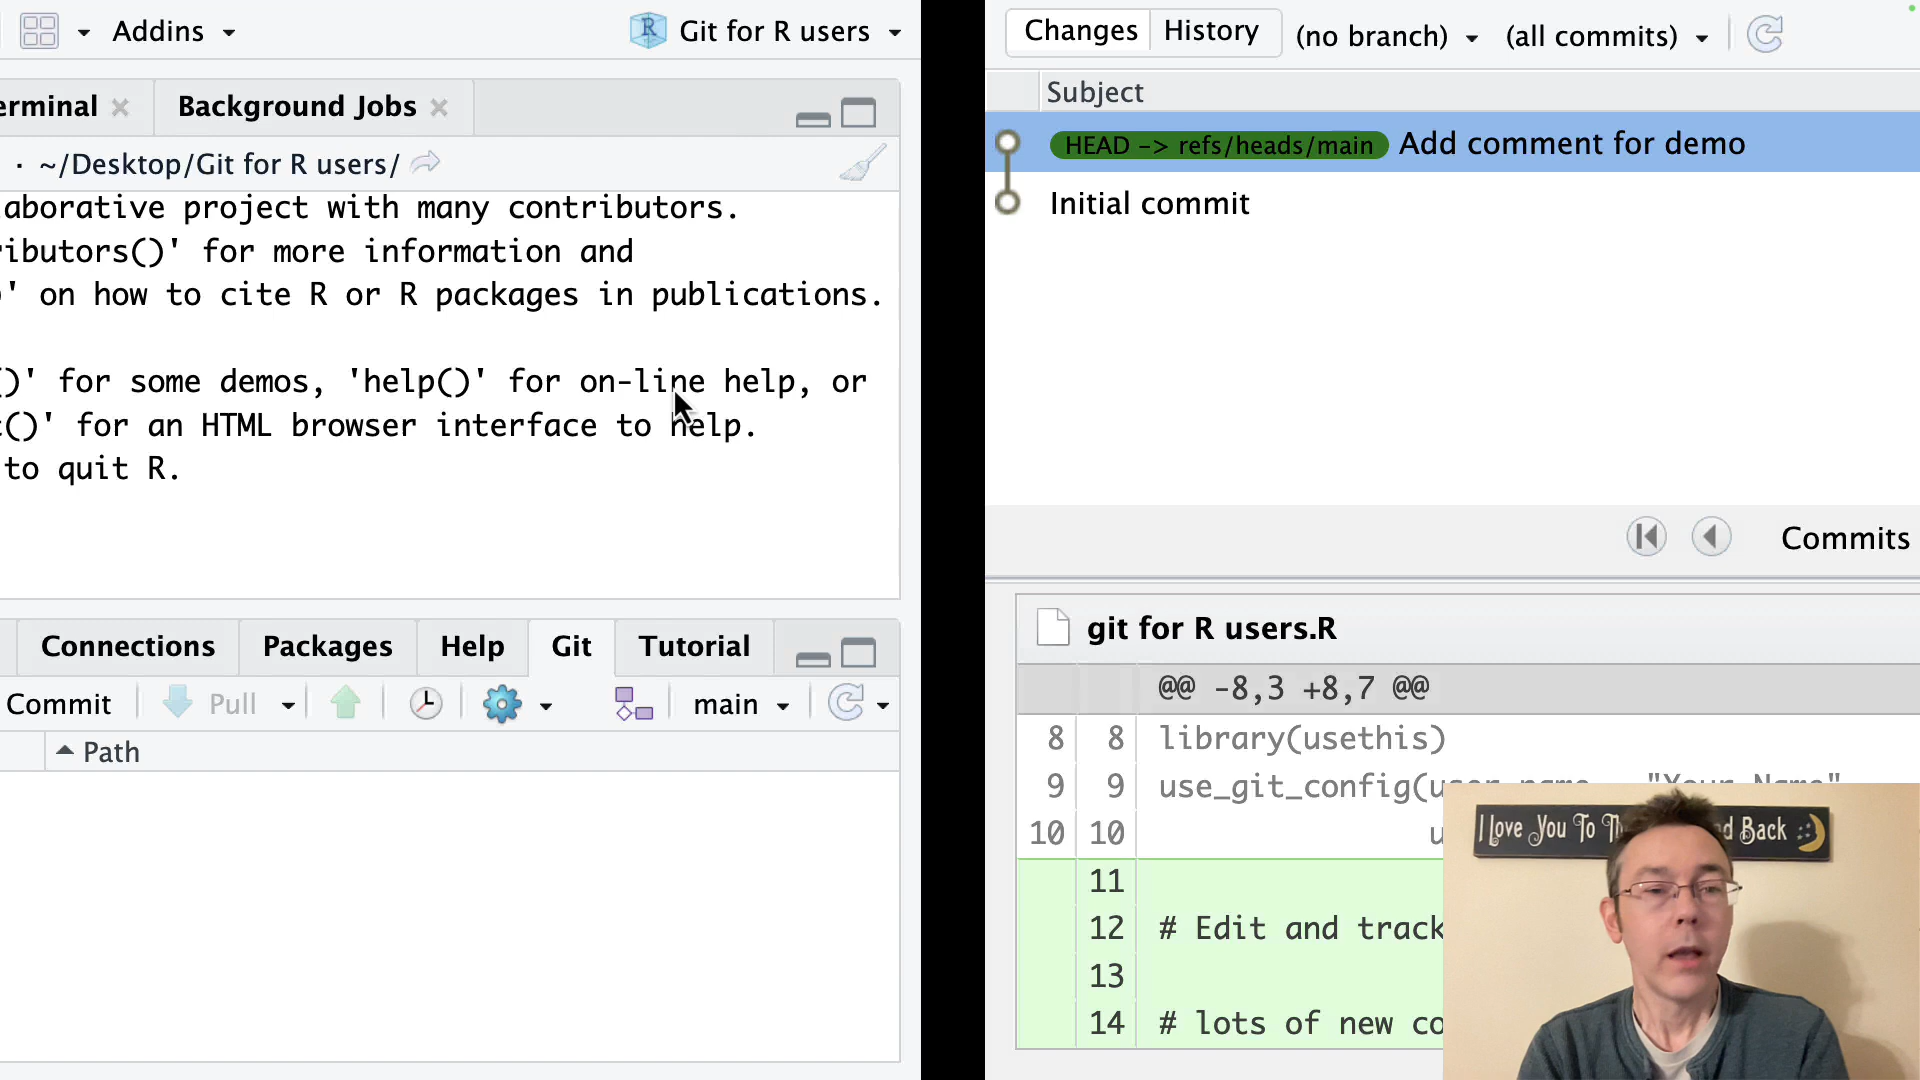 Addins
Git for R users
erminal
Background Jobs
· ~/Desktop/Git for R users/
aborative project with many contributors.
ributors()' for more information and
)' on how to cite R or R packages in publications.
()' for some demos, 'help()' for on-line help, or
()' for an HTML browser interface to help.
to quit R.
Connections
Packages
Help
Git
Tutorial
Commit
Pull
main
Path
Changes
History
(no branch)
(all commits)
Subject
HEAD -> refs/heads/main Add comment for demo
Initial commit
Commits
git for R users.R
@@ -8,3 +8,7 @@
8 8 library(usethis)
9 9 use_git_config(user_name "Your Name"
10 10 u
11
12 # Edit and track
13
14 # lots of new co
I Love You To d Back